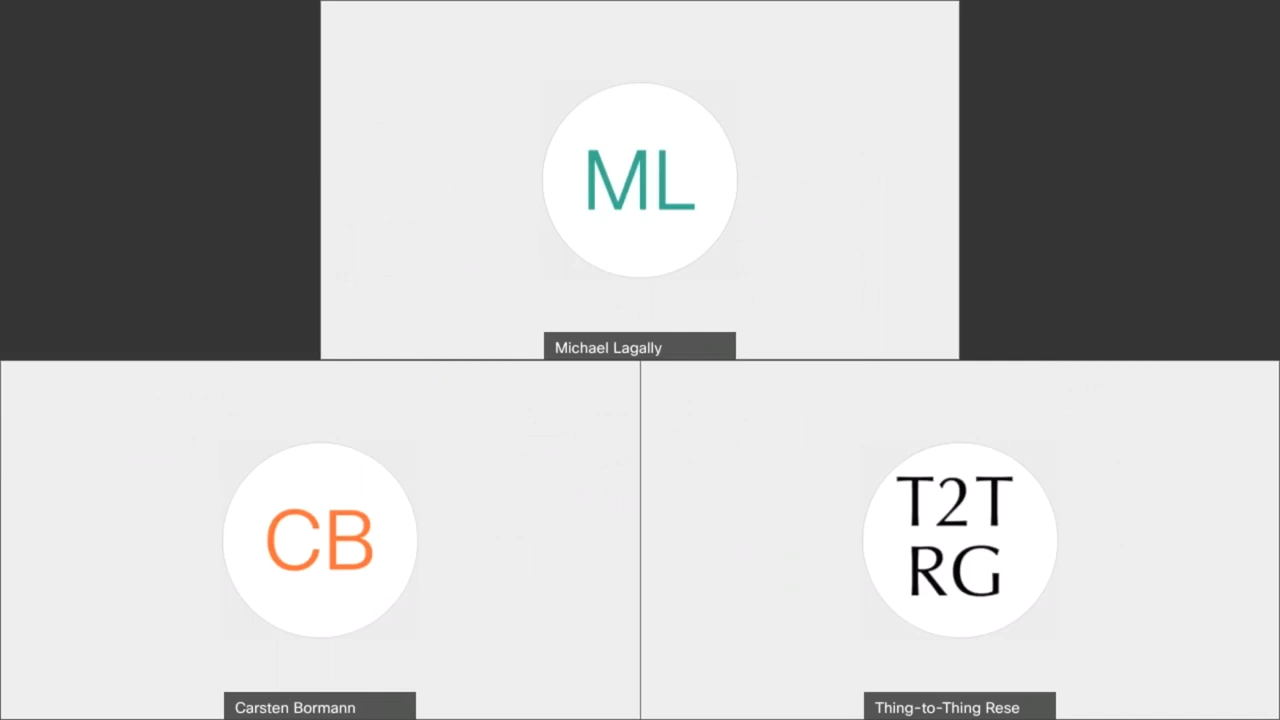 ML
Michael Lagally
CB
Carsten Bormann
T2T
RG
Thing-to-Thing Rese